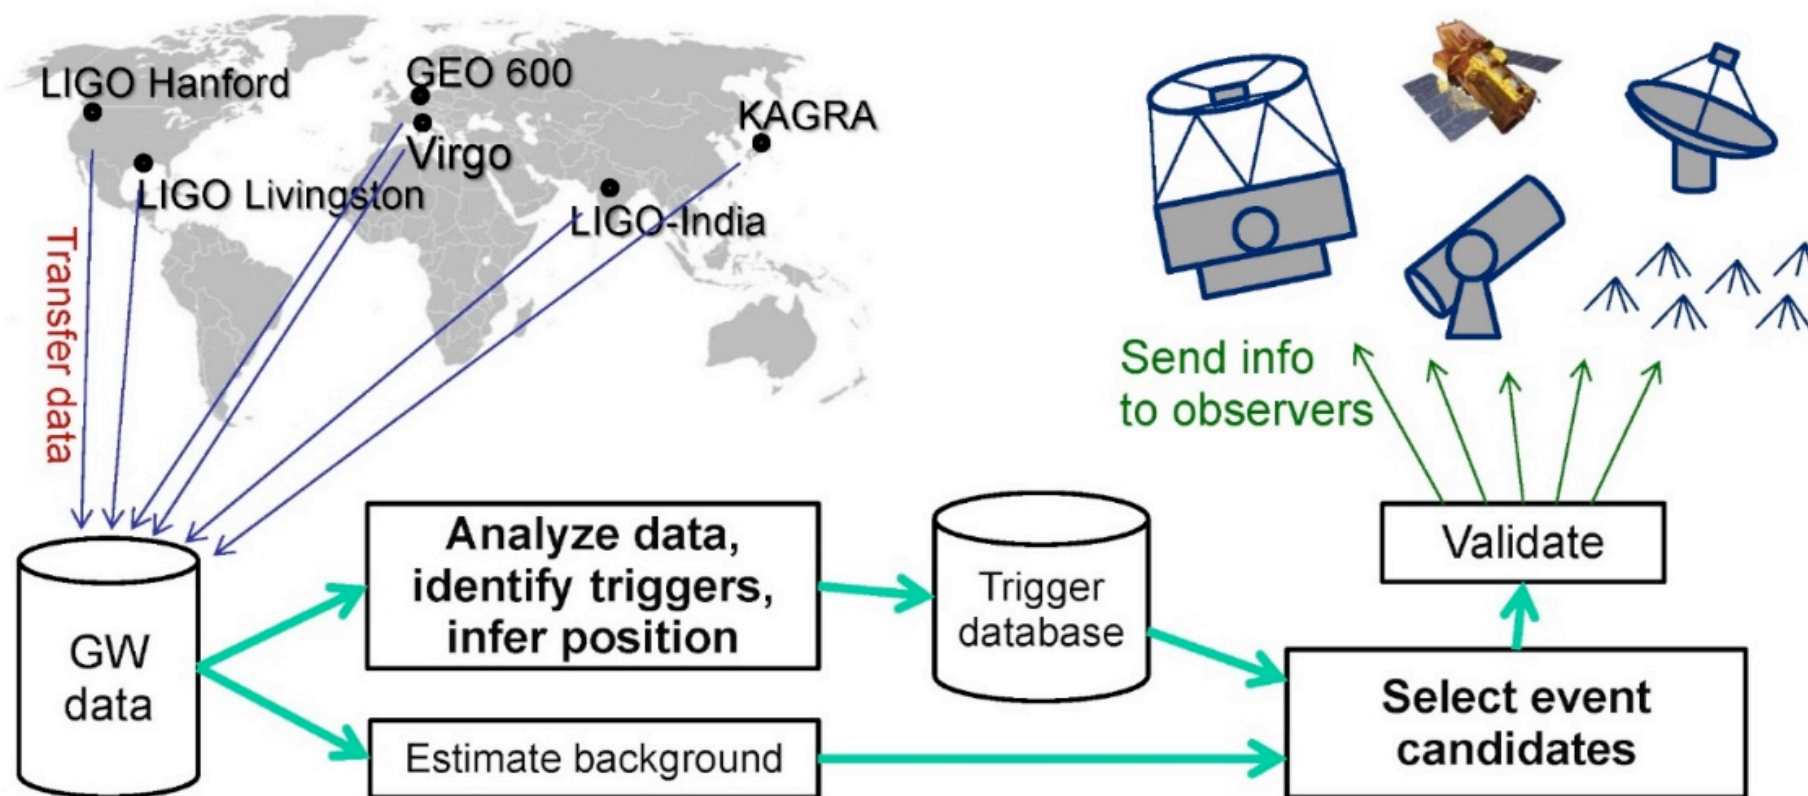 LIGO Hanford
GEO 600
KAGRA
Virgo
LIGO Livingston
LIGO-India
Transfer data
Send info
to observers
Analyze data,
identify triggers,
infer position
Validate
Trigger
database
GW
data
Select event
candidates
Estimate background